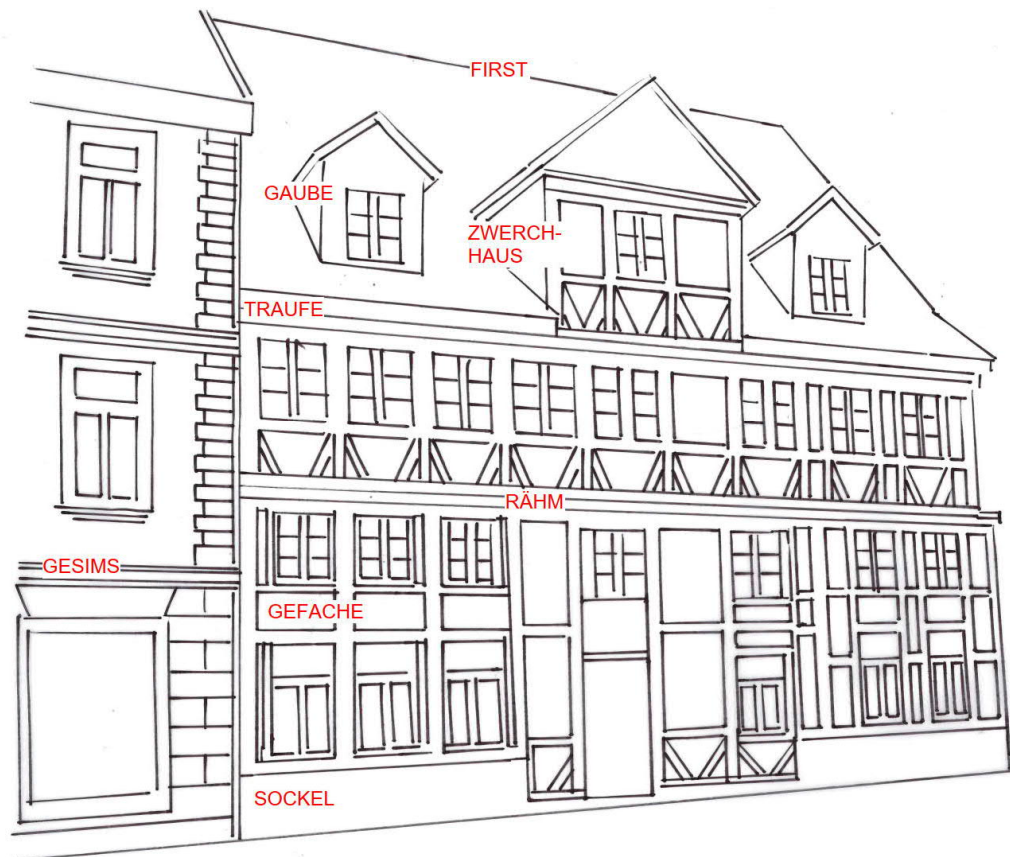 FIRST
GAUBE
ZWERCH-
HAUS
TRAUFE
RÄHM
GESIMS
GEFACHE
SOCKEL